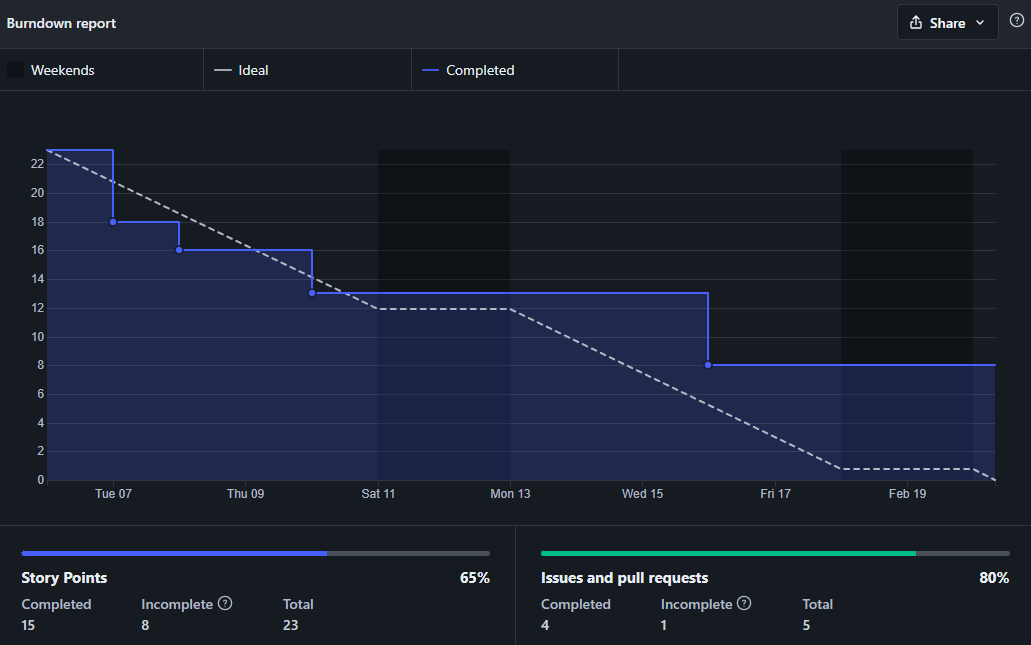 Burndown report
Share
Weekends
Ideal
Completed
22
20
18
16
14
12
10
8
6
4
2
0
Tue 07 Thu 09 Sat 11 Mon 13 Wed 15 Fri 17 Feb 19
Story Points 65%
Completed Incomplete ? Total
15 8 23
Issues and pull requests 80%
Completed Incomplete ? Total
4 1 5